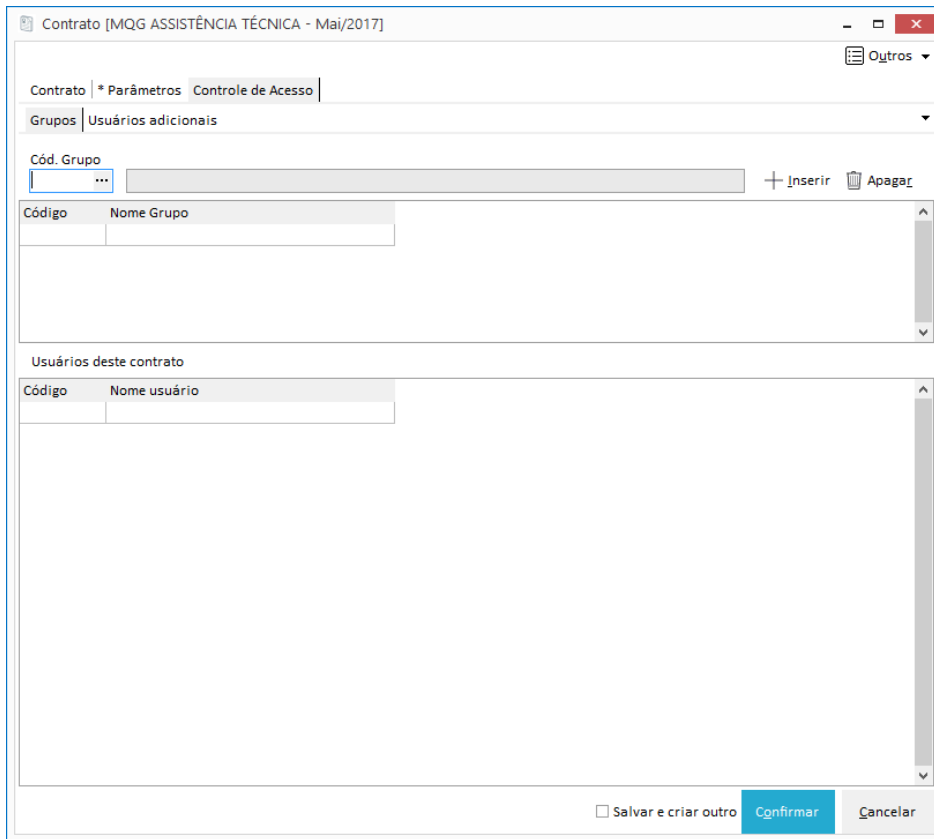 Contrato [MQG ASSISTÊNCIA TÉCNICA - Mai/2017]
Outros
Contrato * Parâmetros Controle de Acesso
Grupos Usuários adicionais
Cód. Grupo
... Inserir Apagar
Código Nome Grupo
Usuários deste contrato
Código Nome usuário
Salvar e criar outro Confirmar Cancelar